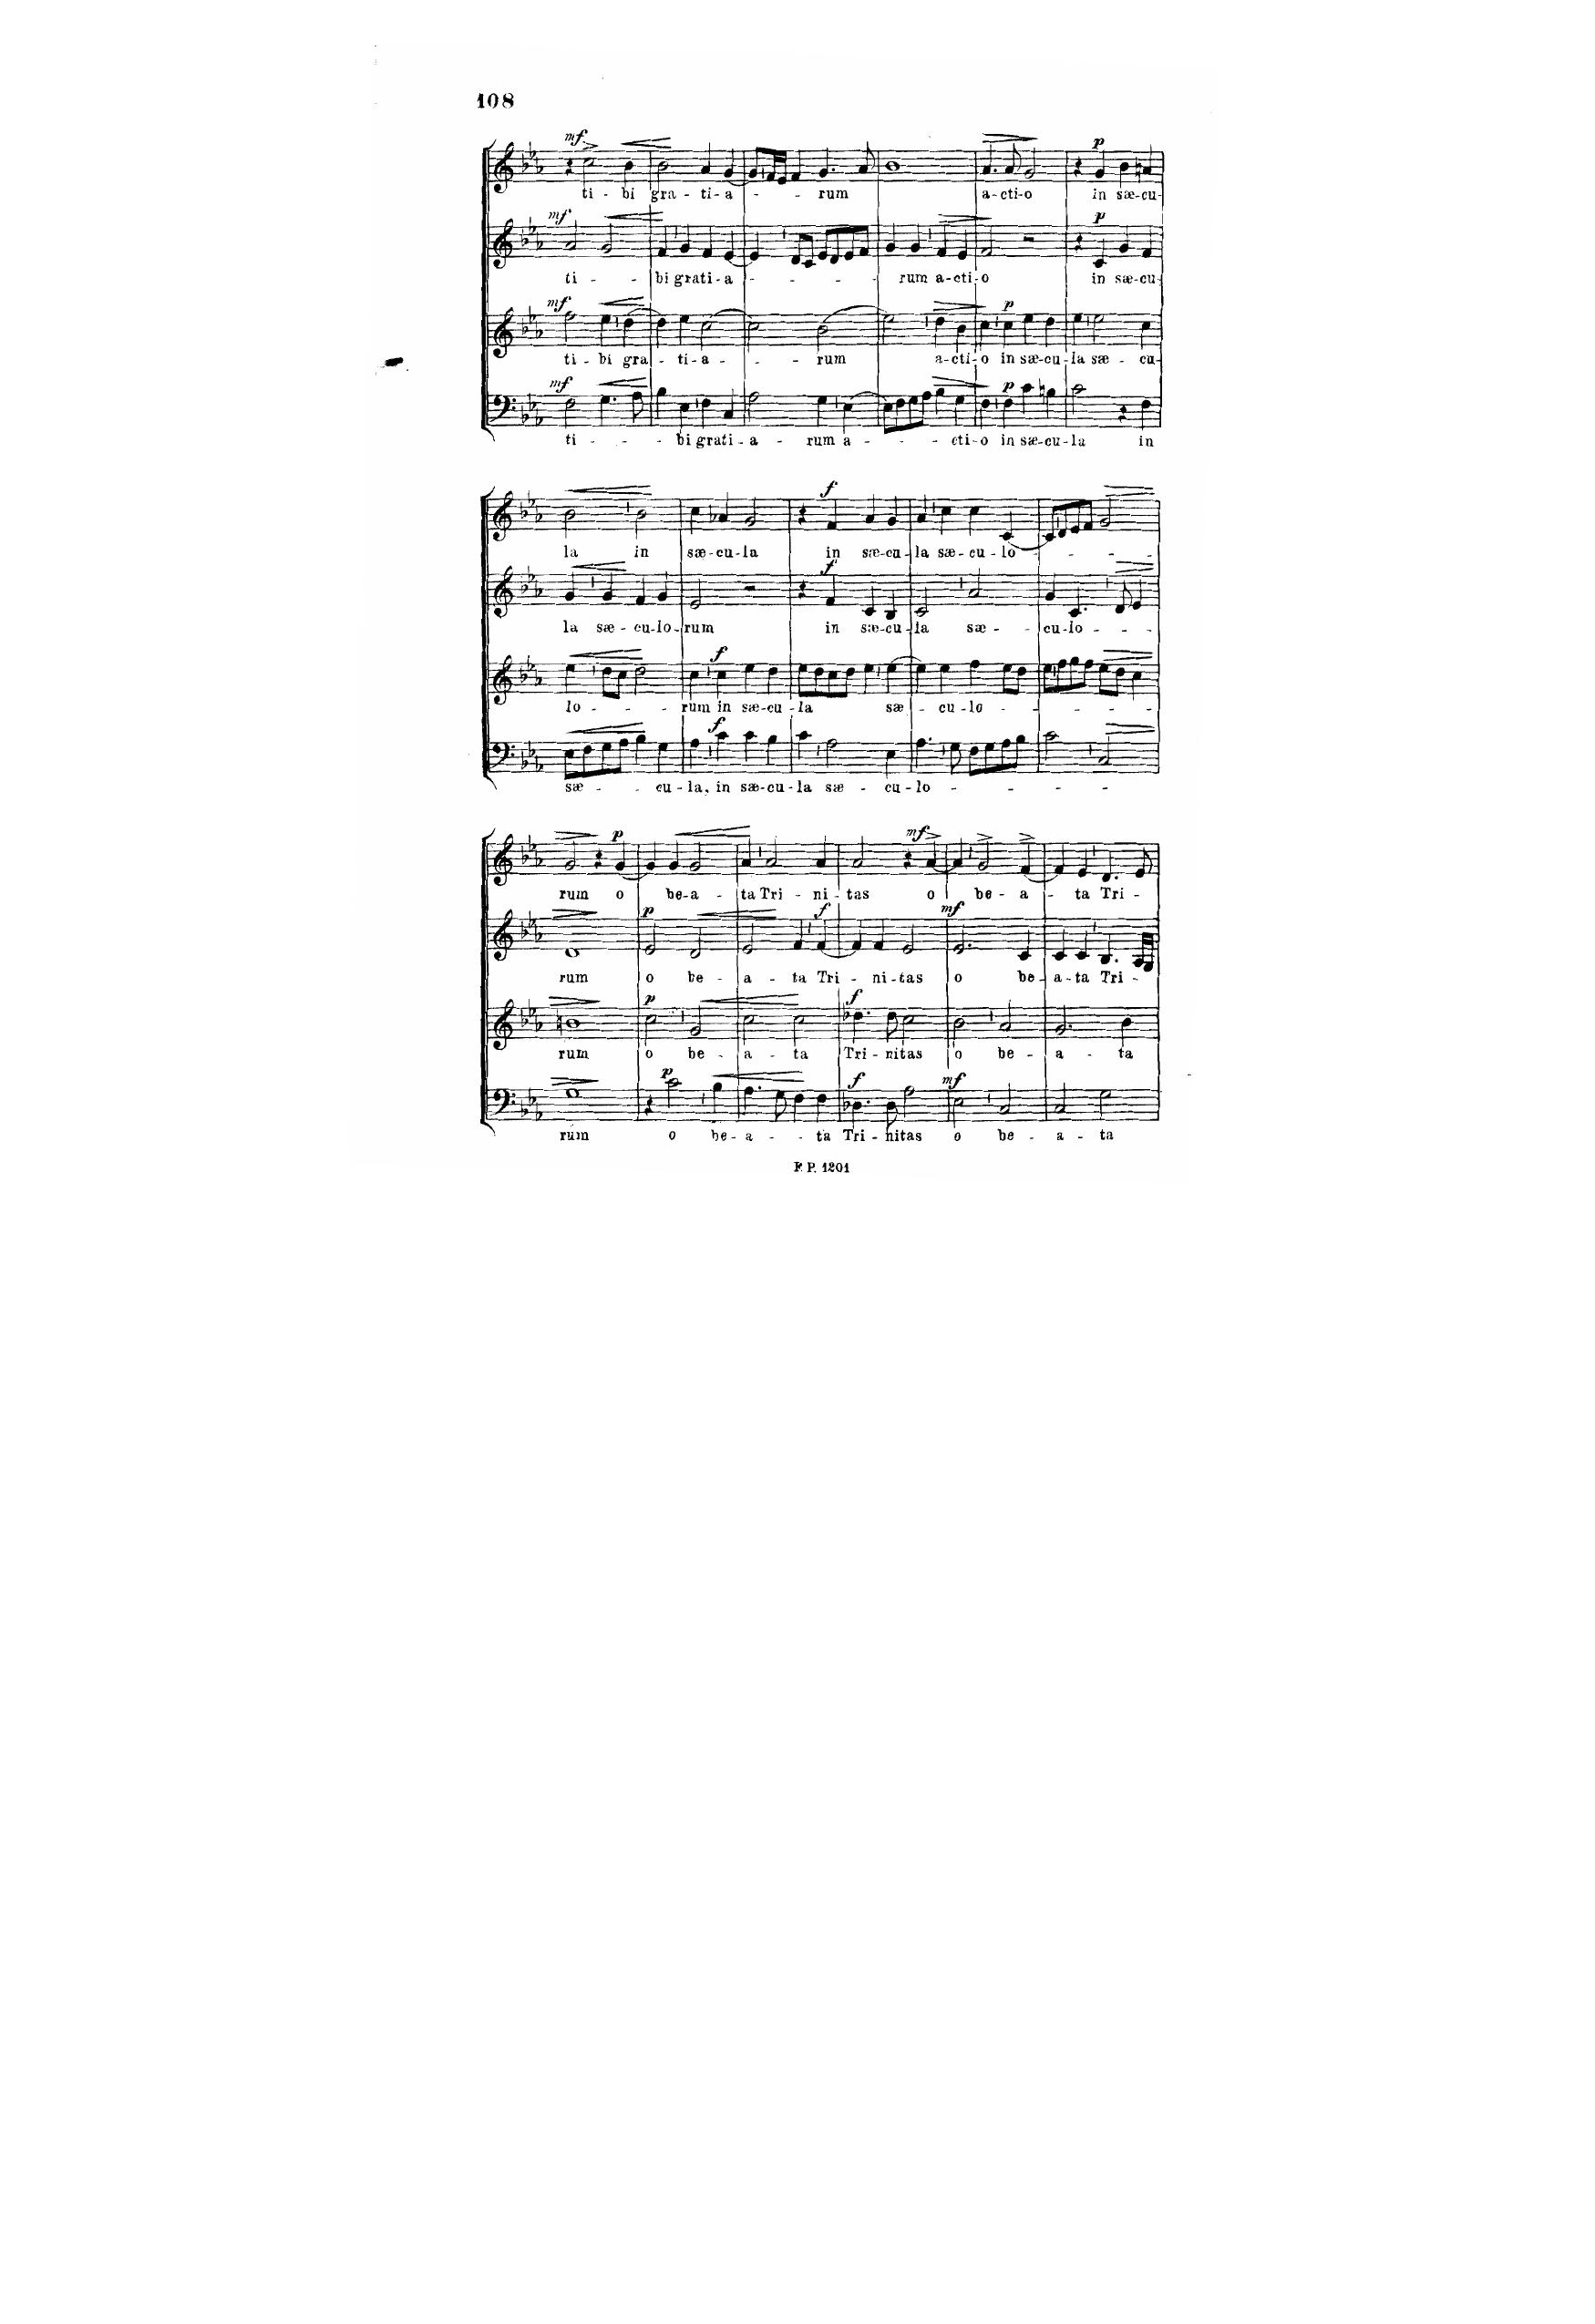 108
mf
ti - bi gra - ti - a - - - rum a - cti - o in sæ - cu -
mf p
ti - - bi grati - a - - - - - rum a - cti - o in sæ - cu -
mf p
ti - bi gra - ti - a - - - rum a - cti - o in sæ - cu - la sæ - cu -
mf p
ti - - - bi grati - a - rum a - - - cti - o in sæ - cu - la in
f
la in sæ - cu - la in sæ - cu - la sæ - cu - lo - - - -
f
la sæ - cu - lo - rum in sæ - cu - la sæ - - cu - lo - - -
f
lo - - - rum in sæ - cu - la sæ - cu - lo - - - - -
f
sæ - - cu - la, in sæ - cu - la sæ - cu - lo - - - -
p mf
rum o be - a - ta Tri - ni - tas o be - a - ta Tri -
p f mf
rum o be - a - ta Tri - ni - tas o be - a - ta Tri -
p f
rum o be - a - ta Tri - nitas o be - a - ta
p f mf
rum o be - a - - ta Tri - nitas o be - a - ta
F. P. 1201